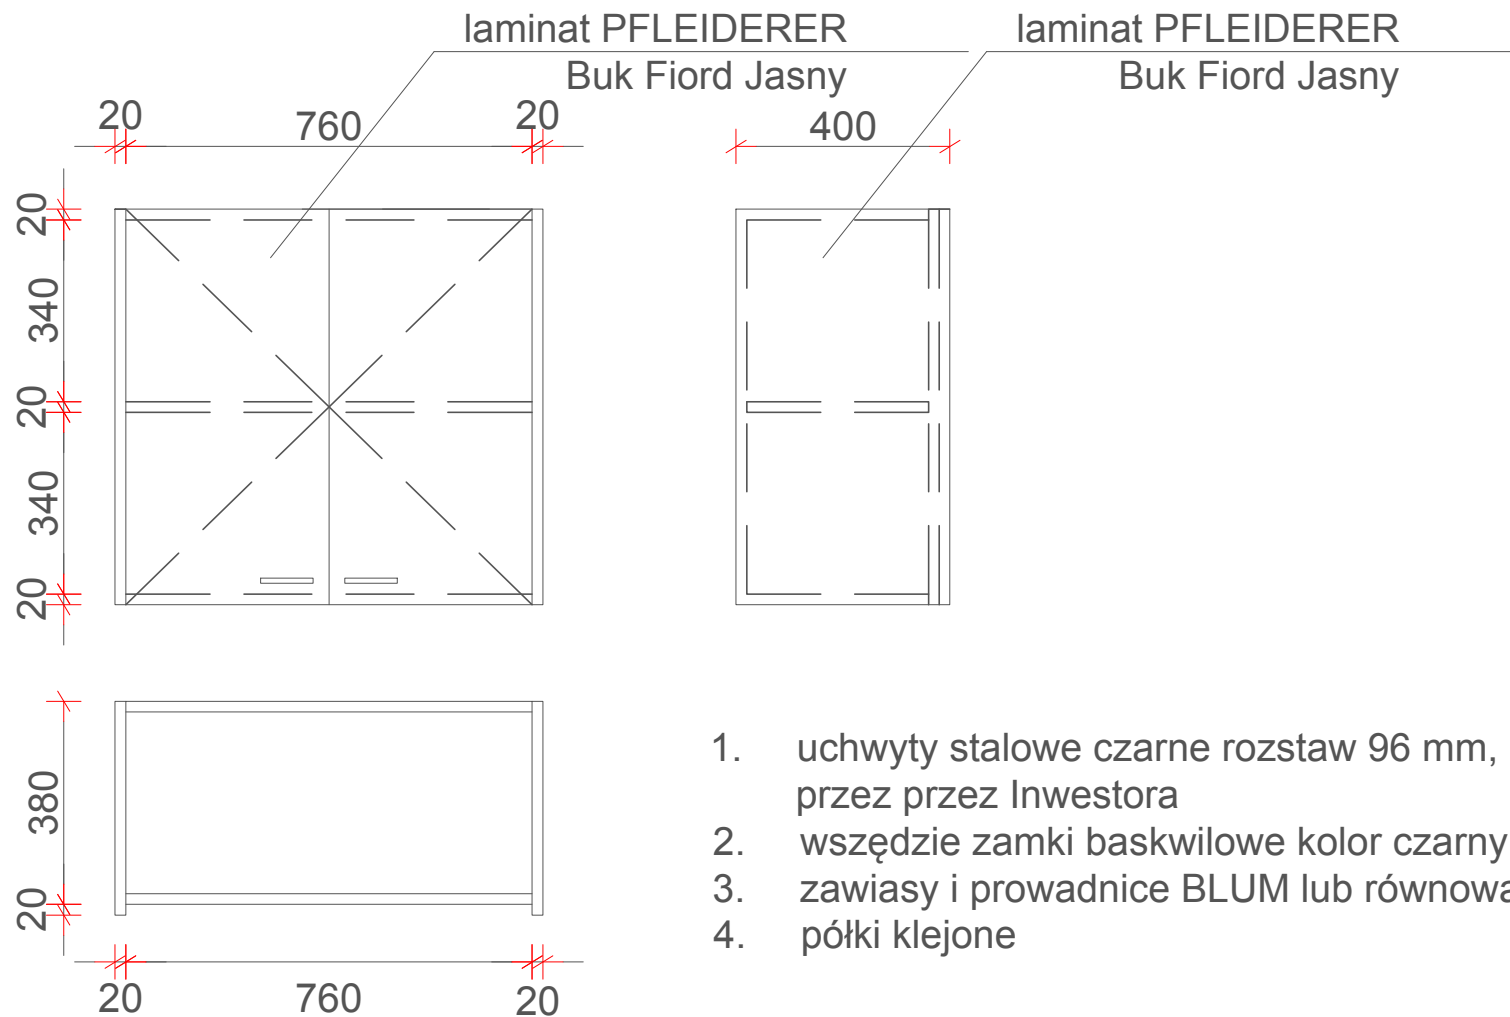 laminat PFLEIDERER
Buk Fiord Jasny
laminat PFLEIDERER
Buk Fiord Jasny
20
760
20
400
20
340
20
340
20
380
20
20
760
20
1. uchwyty stalowe czarne rozstaw 96 mm,
przez przez Inwestora
2. wszędzie zamki baskwilowe kolor czarny
3. zawiasy i prowadnice BLUM lub równowa
4. półki klejone